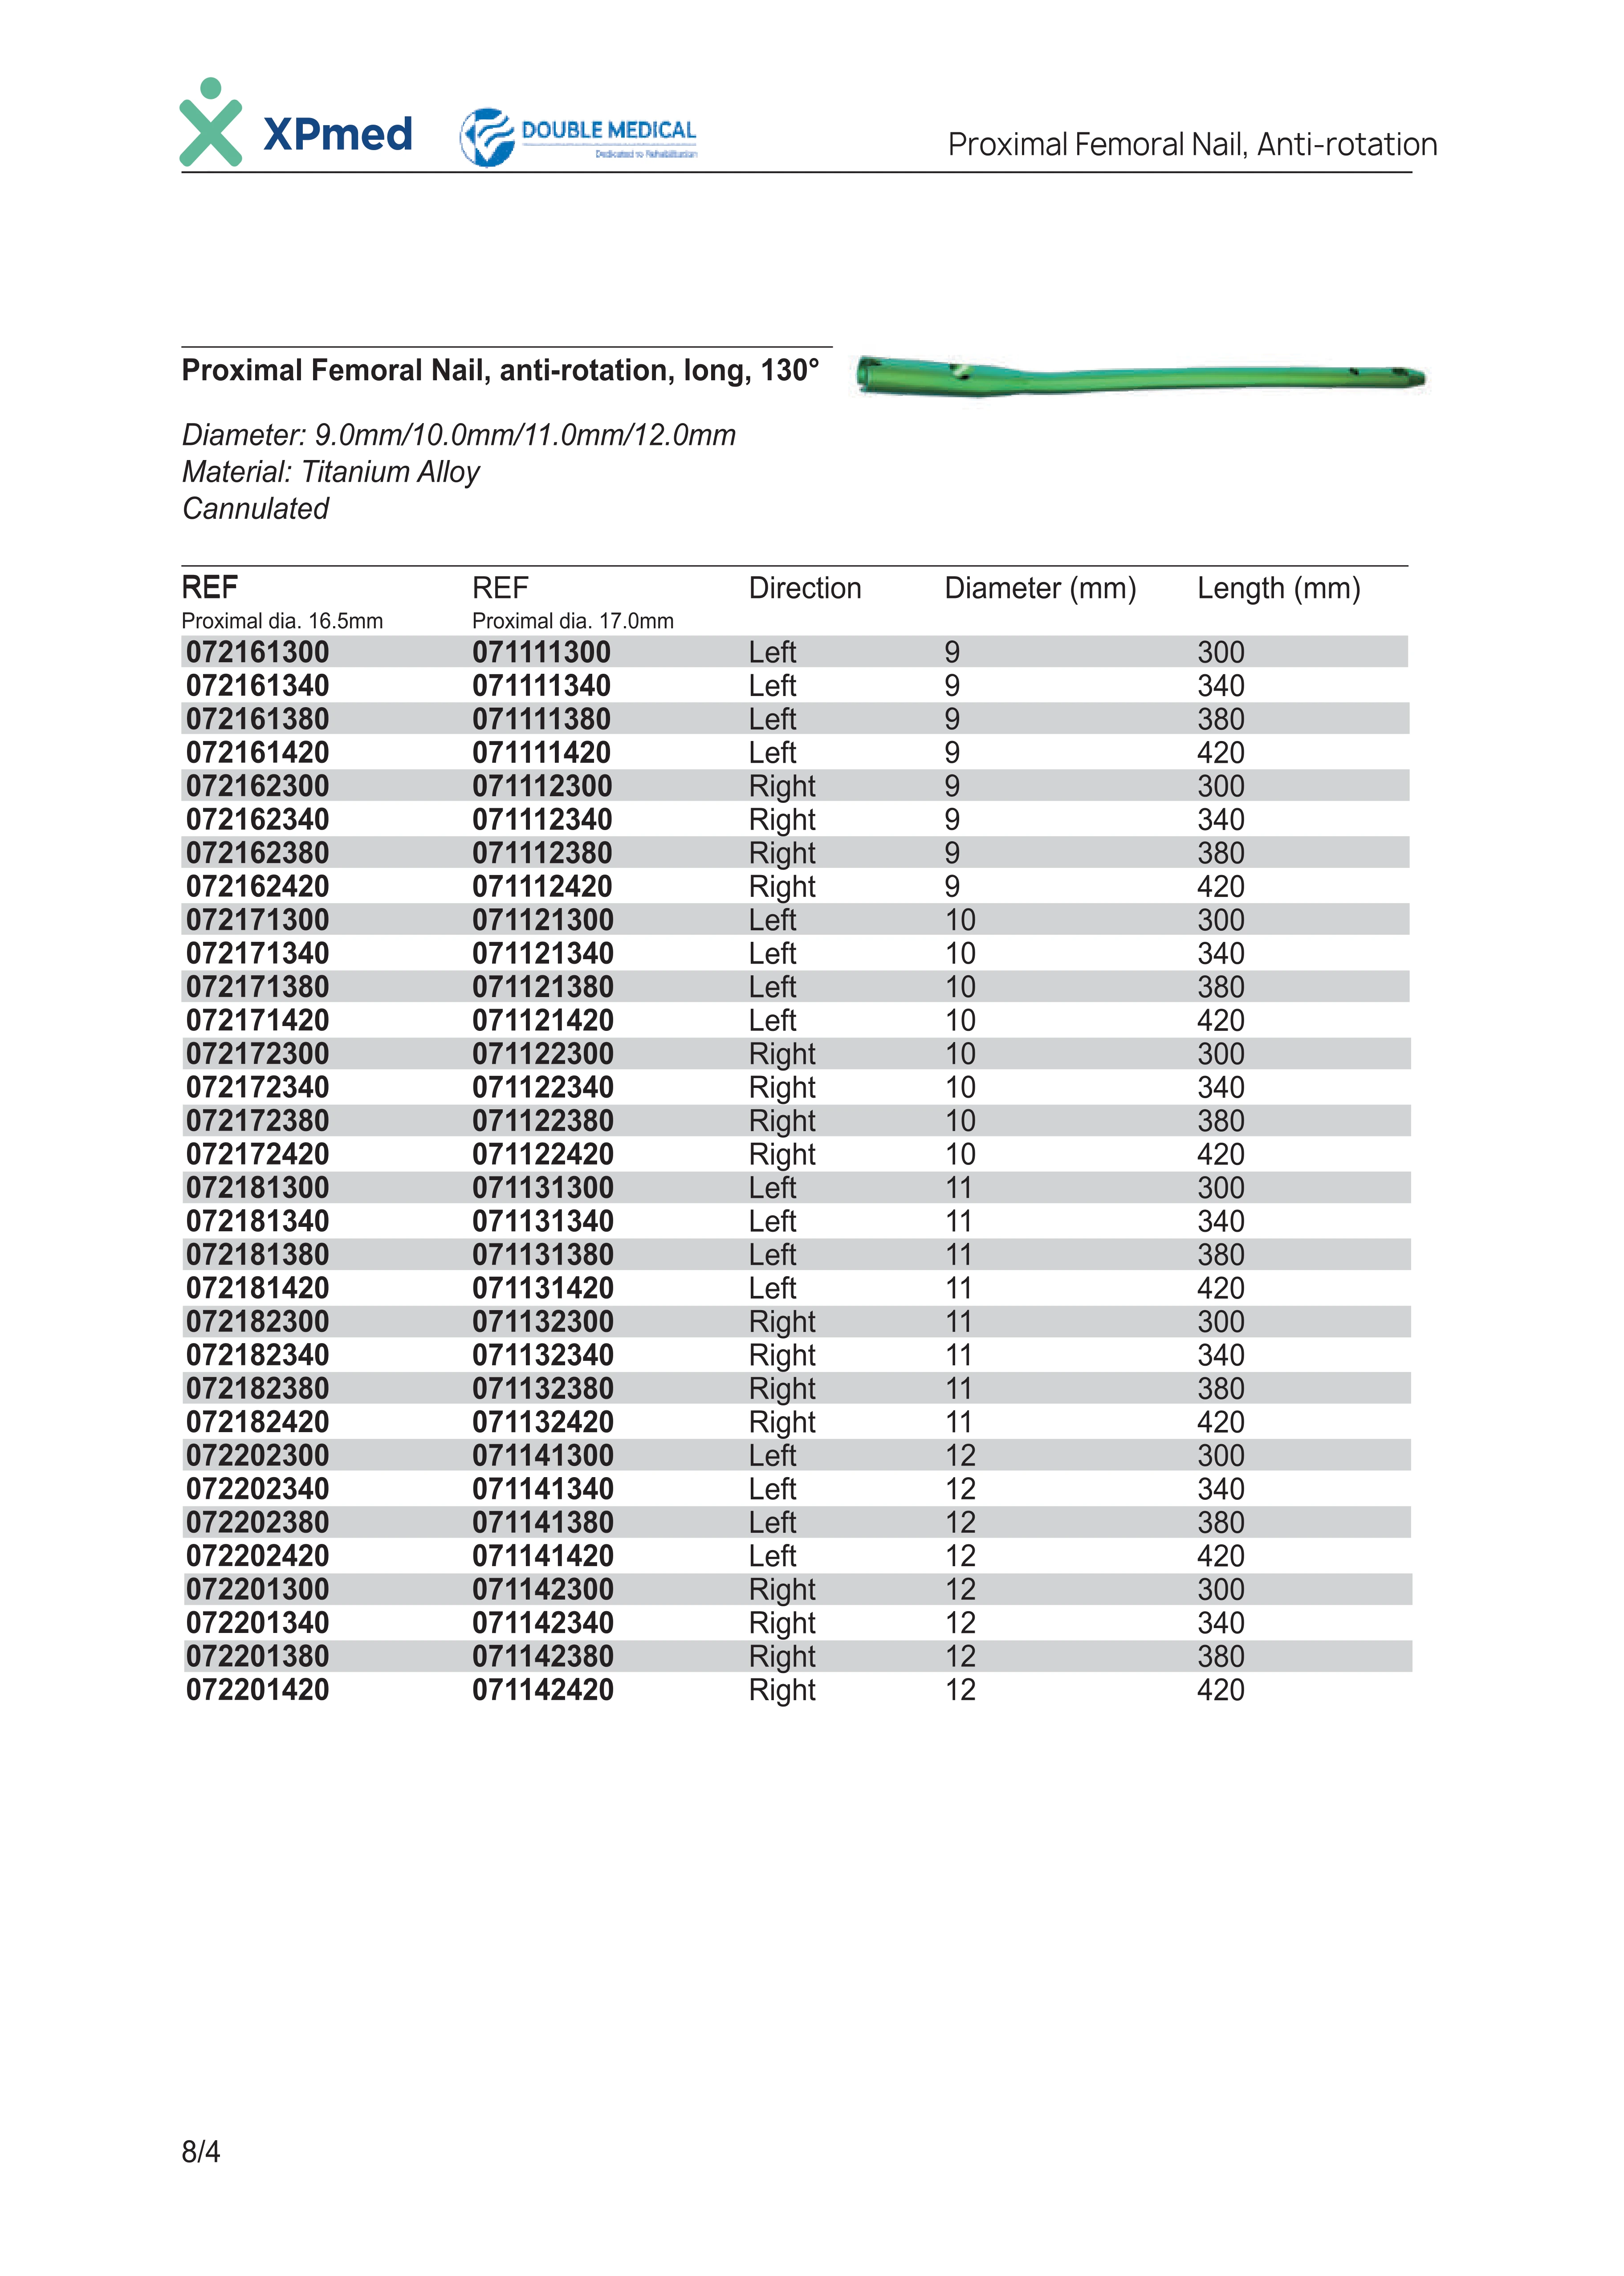 XPmed
DOUBLE MEDICAL
Dedicated to Rehabilitation
Proximal Femoral Nail, Anti-rotation
Proximal Femoral Nail, anti-rotation, long, 130°
Diameter: 9.0mm/10.0mm/11.0mm/12.0mm
Material: Titanium Alloy
Cannulated
REF REF Direction Diameter (mm) Length (mm)
Proximal dia. 16.5mm Proximal dia. 17.0mm
072161300 071111300 Left 9 300
072161340 071111340 Left 9 340
072161380 071111380 Left 9 380
072161420 071111420 Left 9 420
072162300 071112300 Right 9 300
072162340 071112340 Right 9 340
072162380 071112380 Right 9 380
072162420 071112420 Right 9 420
072171300 071121300 Left 10 300
072171340 071121340 Left 10 340
072171380 071121380 Left 10 380
072171420 071121420 Left 10 420
072172300 071122300 Right 10 300
072172340 071122340 Right 10 340
072172380 071122380 Right 10 380
072172420 071122420 Right 10 420
072181300 071131300 Left 11 300
072181340 071131340 Left 11 340
072181380 071131380 Left 11 380
072181420 071131420 Left 11 420
072182300 071132300 Right 11 300
072182340 071132340 Right 11 340
072182380 071132380 Right 11 380
072182420 071132420 Right 11 420
072202300 071141300 Left 12 300
072202340 071141340 Left 12 340
072202380 071141380 Left 12 380
072202420 071141420 Left 12 420
072201300 071142300 Right 12 300
072201340 071142340 Right 12 340
072201380 071142380 Right 12 380
072201420 071142420 Right 12 420
8/4